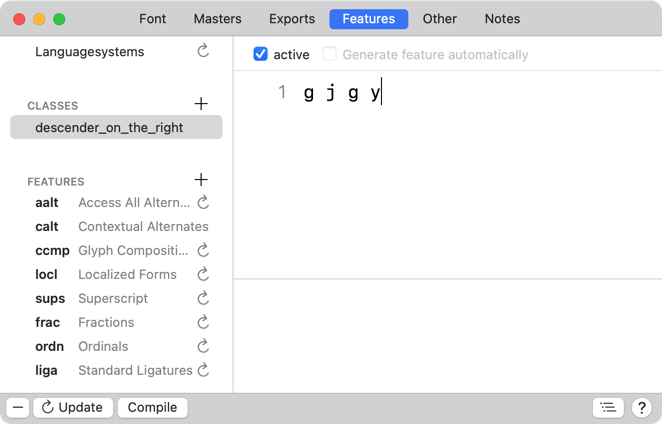 Font Masters Exports Features Other Notes
Languagesystems
active Generate feature automatically
1 g j g y
CLASSES +
descender_on_the_right
FEATURES +
aalt Access All Altern...
calt Contextual Alternates
ccmp Glyph Compositi...
locl Localized Forms
sups Superscript
frac Fractions
ordn Ordinals
liga Standard Ligatures
Update Compile ?